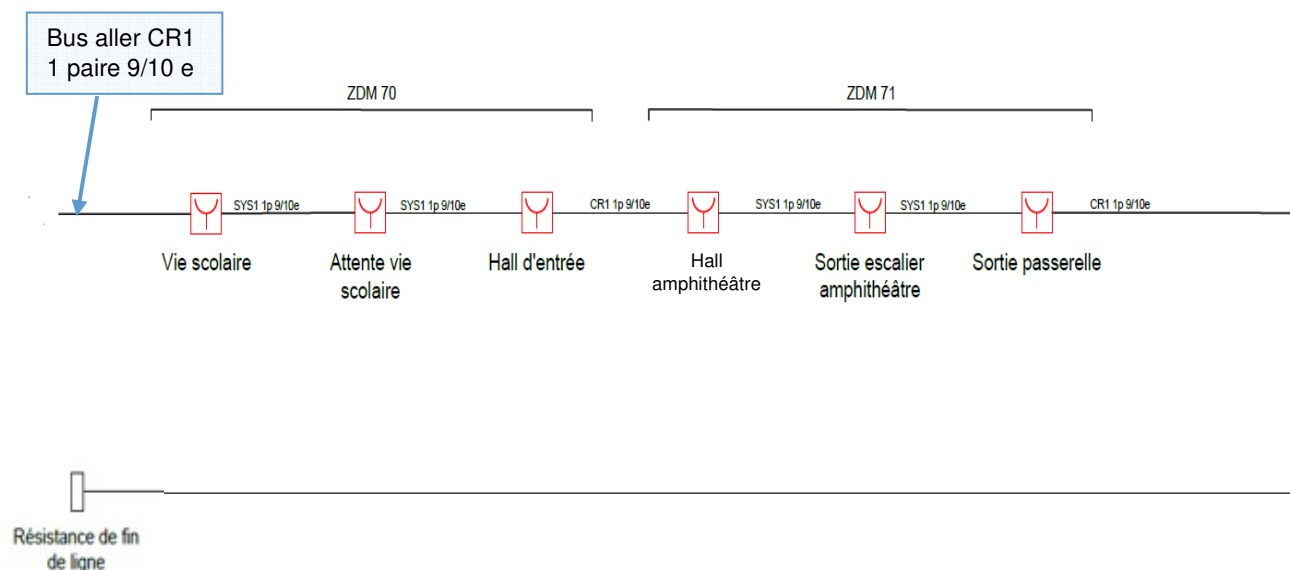 Bus aller CR1
1 paire 9/10 e
ZDM 70
ZDM 71
SYS1 1p 9/10e
SYS1 1p 9/10e
CR1 1p 9/10e
SYS1 1p 9/10e
SYS1 1p 9/10e
CR1 1p 9/10e
Vie scolaire
Attente vie
scolaire
Hall d'entrée
Hall
amphithéâtre
Sortie escalier
amphithéâtre
Sortie passerelle
Résistance de fin
de ligne